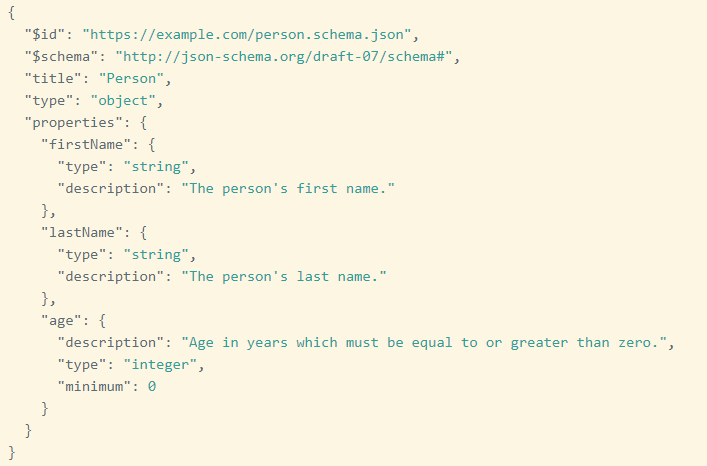 {
  "$id": "https://example.com/person.schema.json",
  "$schema": "http://json-schema.org/draft-07/schema#",
  "title": "Person",
  "type": "object",
  "properties": {
    "firstName": {
      "type": "string",
      "description": "The person's first name."
    },
    "lastName": {
      "type": "string",
      "description": "The person's last name."
    },
    "age": {
      "description": "Age in years which must be equal to or greater than zero.",
      "type": "integer",
      "minimum": 0
    }
  }
}